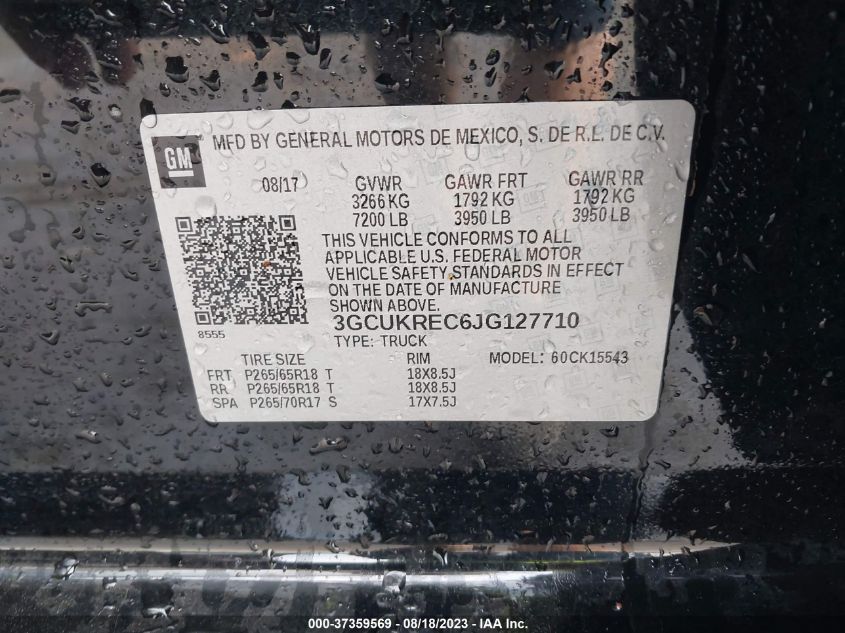 MFD BY GENERAL MOTORS DE MEXICO, S. DE R.L. DE C.V.
GM
08/17 GVWR GAWR FRT GAWR RR
3266 KG 1792 KG 1792 KG
7200 LB 3950 LB 3950 LB
THIS VEHICLE CONFORMS TO ALL
APPLICABLE U.S. FEDERAL MOTOR
VEHICLE SAFETY STANDARDS IN EFFECT
ON THE DATE OF MANUFACTURE
SHOWN ABOVE.
8555
3GCUKREC6JG127710
TYPE: TRUCK
TIRE SIZE RIM MODEL: 60CK15543
FRT P265/65R18 T 18X8.5J
RR P265/65R18 T 18X8.5J
SPA P265/70R17 S 17X7.5J
000-37359569 - 08/18/2023 - IAA Inc.